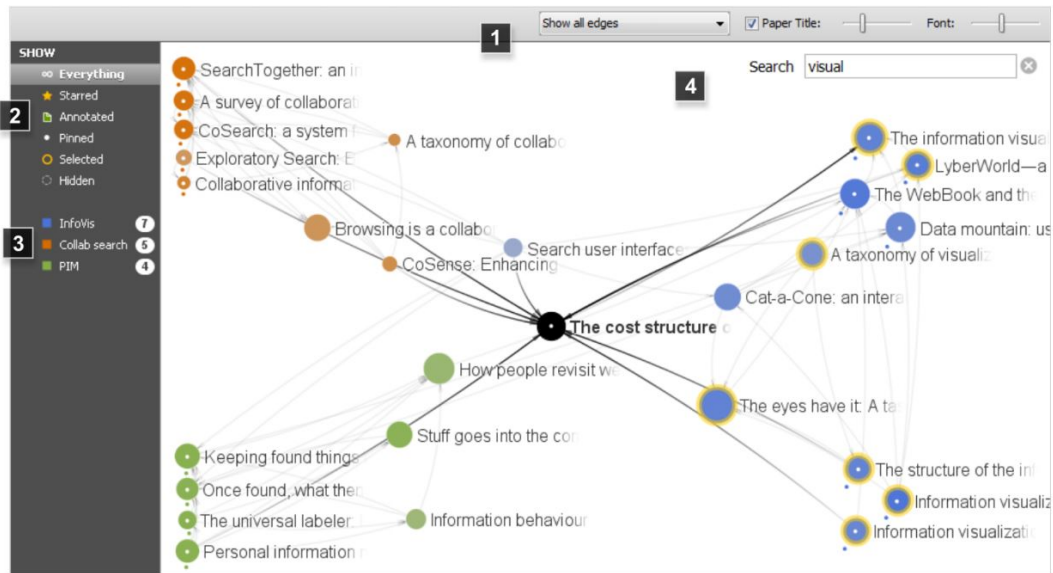 Show all edges
Paper Title:
Font:
1
SHOW
Everything
Starred
Annotated
Pinned
Selected
Hidden
2
InfoVis 7
Collab search 5
PIM 4
3
Search visual
4
SearchTogether: an in
A survey of collaborati
CoSearch: a system f
Exploratory Search: E
Collaborative informat
A taxonomy of collabo
Browsing is a collabo
Search user interface
CoSense: Enhancing
The information visua
LyberWorld—a
The WebBook and the
Data mountain: us
A taxonomy of visualiz
Cat-a-Cone: an intera
The cost structure o
How people revisit we
The eyes have it: A ta
Stuff goes into the co
Keeping found things
Once found, what then
The universal labeler:
Personal information
Information behaviour
The structure of the inf
Information visualiz
Information visualizati